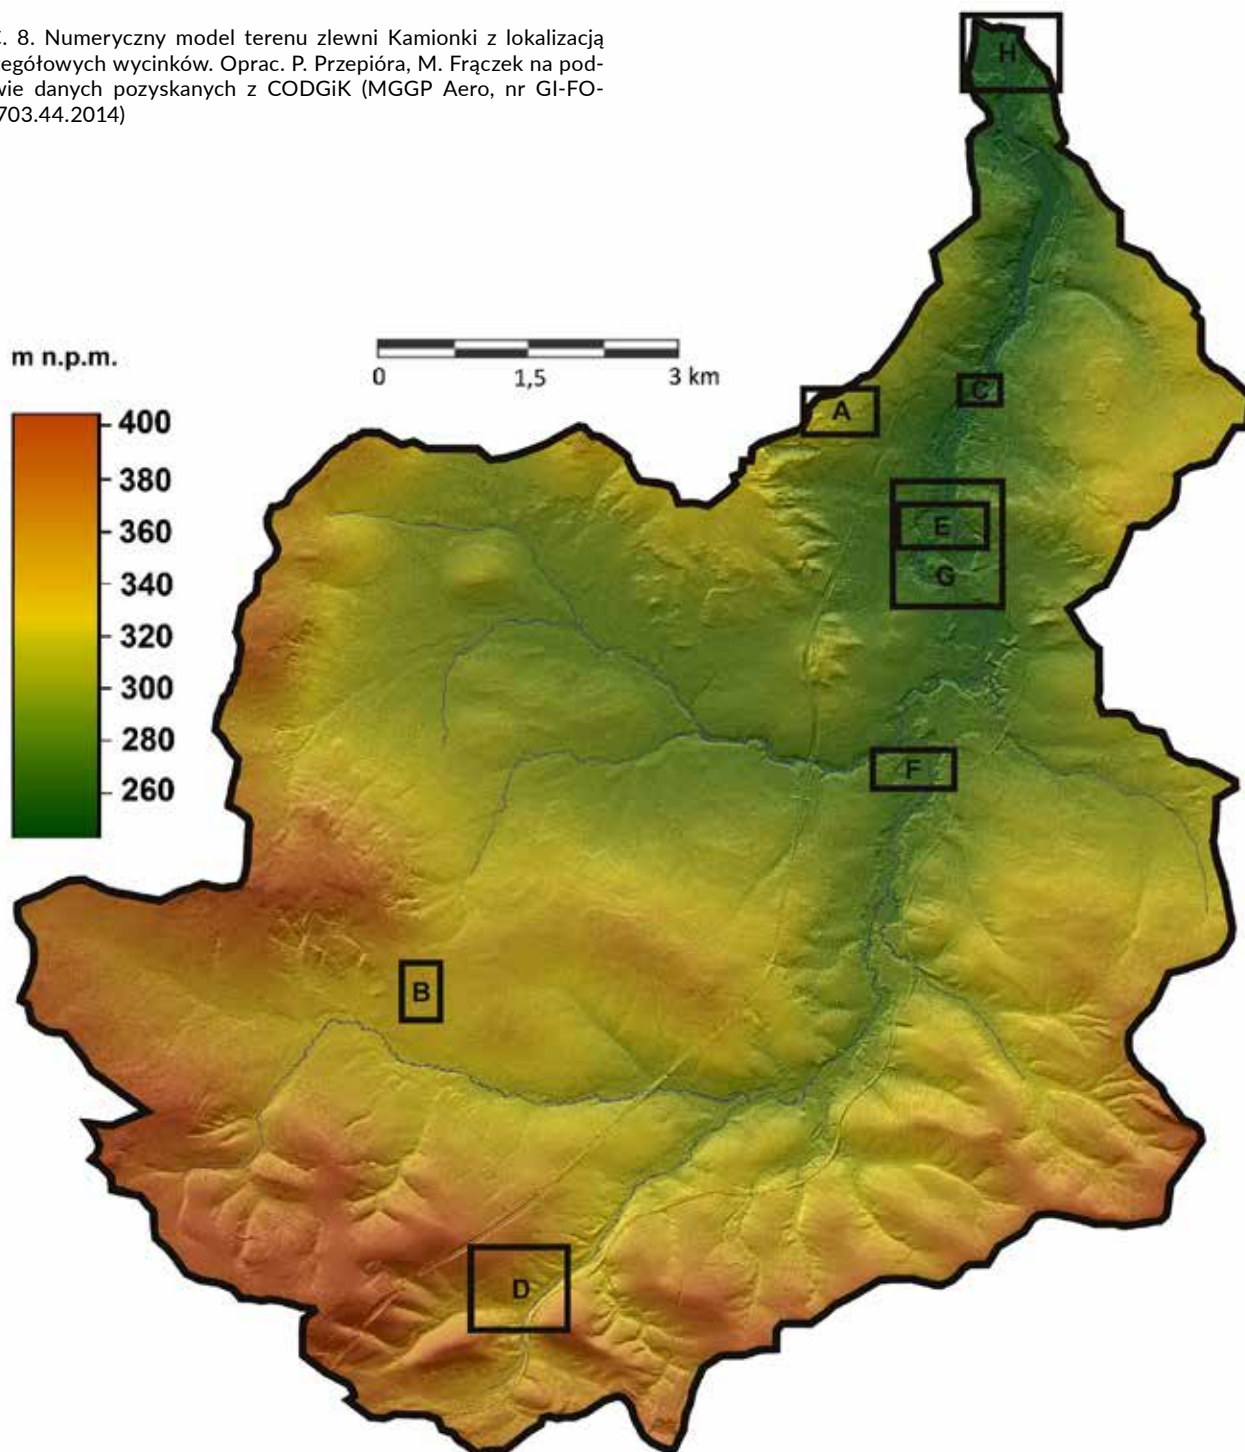 . 8. Numeryczny model terenu zlewni Kamionki z lokalizacją
egółowych wycinków. Oprac. P. Przepióra, M. Frączek na pod-
wie danych pozyskanych z CODGiK (MGGP Aero, nr GI-FO-
703.44.2014)
H
m n.p.m.
0 1,5 3 km
C
A
400
380
360
340
320
300
280
260
E
G
F
B
D